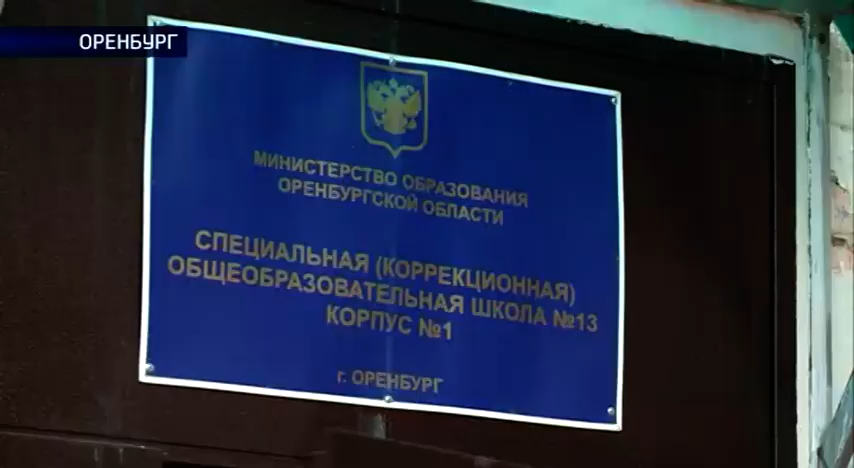 ОРЕНБУРГ
МИНИСТЕРСТВО ОБРАЗОВАНИЯ
ОРЕНБУРГСКОЙ ОБЛАСТИ
СПЕЦИАЛЬНАЯ (КОРРЕКЦИОННАЯ)
ОБЩЕОБРАЗОВАТЕЛЬНАЯ ШКОЛА №13
КОРПУС №1
г. ОРЕНБУРГ